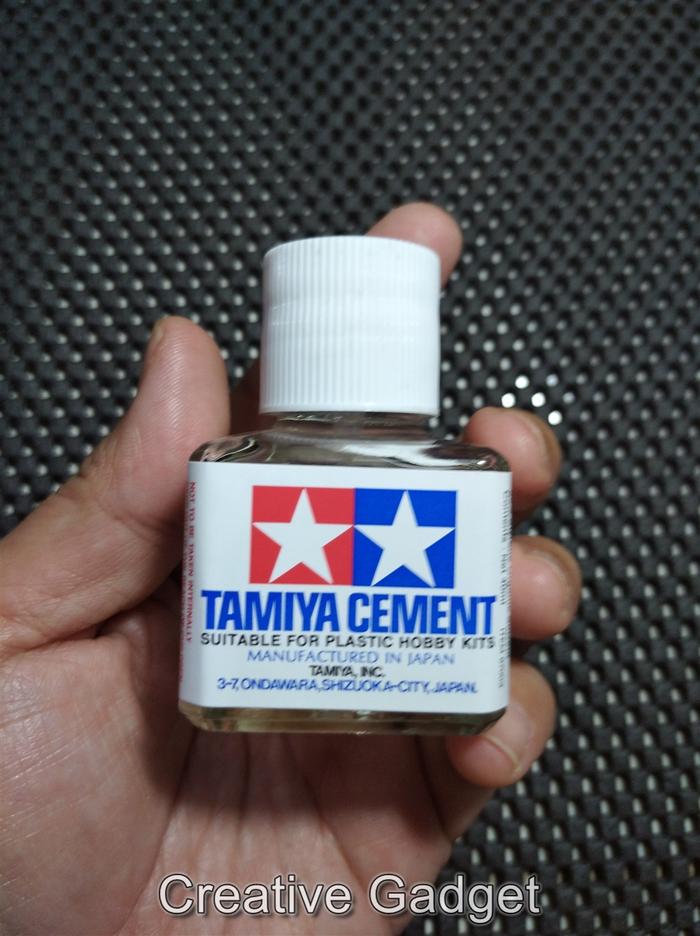 TAMIYA CEMENT
SUITABLE FOR PLASTIC HOBBY KITS
MANUFACTURED IN JAPAN
TAMIYA, INC.
3-7, ONDAWARA, SHIZUOKA-CITY, JAPAN.
NOT TO BE TAKEN INTERNALLY
Creative Gadget